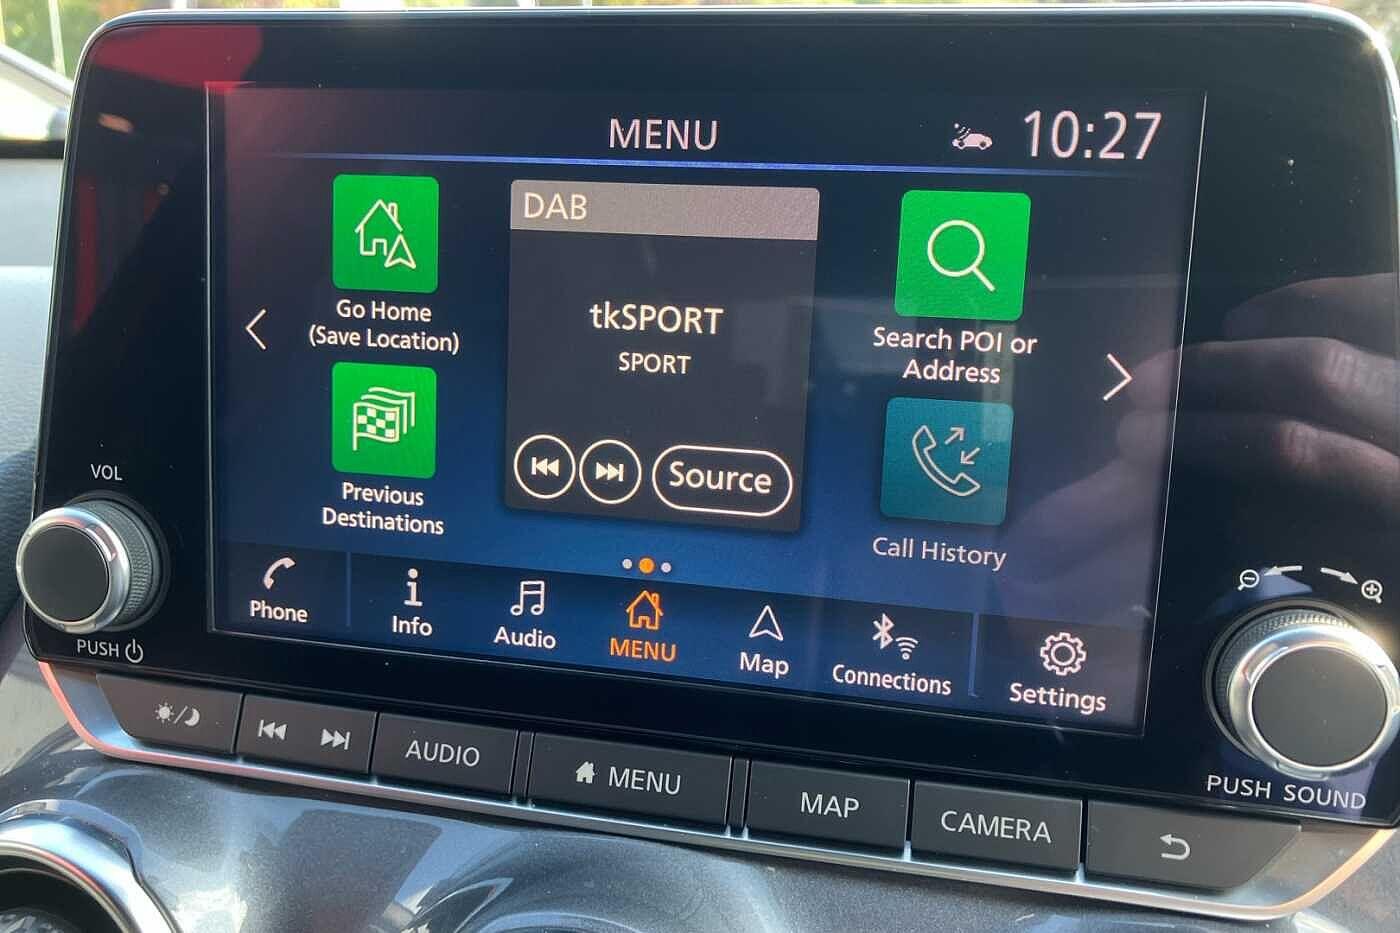 MENU
10:27
DAB
tkSPORT
SPORT
Source
Go Home
(Save Location)
Previous
Destinations
Search POI or
Address
Call History
Phone
Info
Audio
MENU
Map
Connections
Settings
VOL
PUSH
PUSH SOUND
AUDIO
MENU
MAP
CAMERA